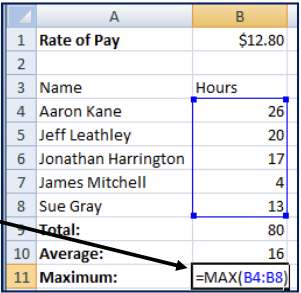 A B
1 Rate of Pay $12.80
2
3 Name Hours
4 Aaron Kane 26
5 Jeff Leathley 20
6 Jonathan Harrington 17
7 James Mitchell 4
8 Sue Gray 13
9 Total: 80
10 Average: 16
11 Maximum: =MAX(B4:B8)